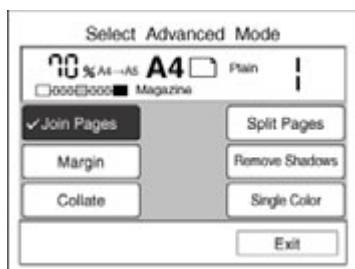 Select Advanced Mode
70 % A4→A5 A4 Plain 1
Magazine
✓Join Pages Split Pages
Margin Remove Shadows
Collate Single Color
Exit